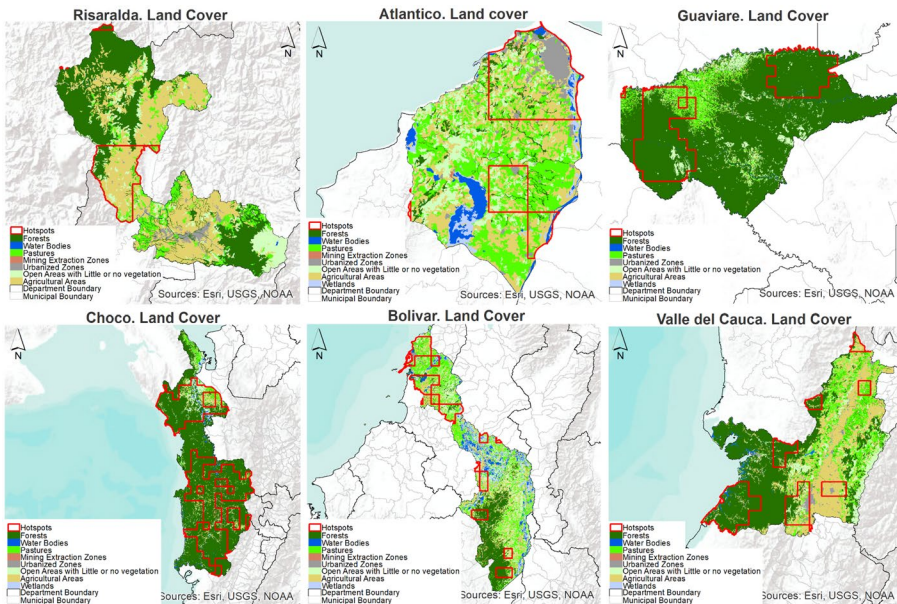 Risaralda. Land Cover
N
Hotspots
Forests
Water Bodies
Pastures
Mining Extraction Zones
Urbanized Zones
Open Areas with Little or no vegetation
Agricultural Areas
Wetlands
Department Boundary
Municipal Boundary
Sources: Esri, USGS, NOAA
Atlantico. Land cover
N
Hotspots
Forests
Water Bodies
Pastures
Mining Extraction Zones
Urbanized Zones
Open Areas with Little or no vegetation
Agricultural Areas
Wetlands
Department Boundary
Municipal Boundary
Sources: Esri, USGS, NOAA
Guaviare. Land Cover
N
Hotspots
Forests
Water Bodies
Pastures
Mining Extraction Zones
Urbanized Zones
Open Areas with Little or no vegetation
Agricultural Areas
Wetlands
Department Boundary
Municipal Boundary
Sources: Esri, USGS, NOAA
Choco. Land Cover
N
Hotspots
Forests
Water Bodies
Pastures
Mining Extraction Zones
Urbanized Zones
Open Areas with Little or no vegetation
Agricultural Areas
Wetlands
Department Boundary
Municipal Boundary
Sources: Esri, USGS, NOAA
Bolivar. Land Cover
N
Hotspots
Forests
Water Bodies
Pastures
Mining Extraction Zones
Urbanized Zones
Open Areas with Little or no vegetation
Agricultural Areas
Wetlands
Department Boundary
Municipal Boundary
Sources: Esri, USGS, NOAA
Valle del Cauca. Land Cover
N
Hotspots
Forests
Water Bodies
Pastures
Mining Extraction Zones
Urbanized Zones
Open Areas with Little or no vegetation
Agricultural Areas
Wetlands
Department Boundary
Municipal Boundary
Sources: Esri, USGS, NOAA